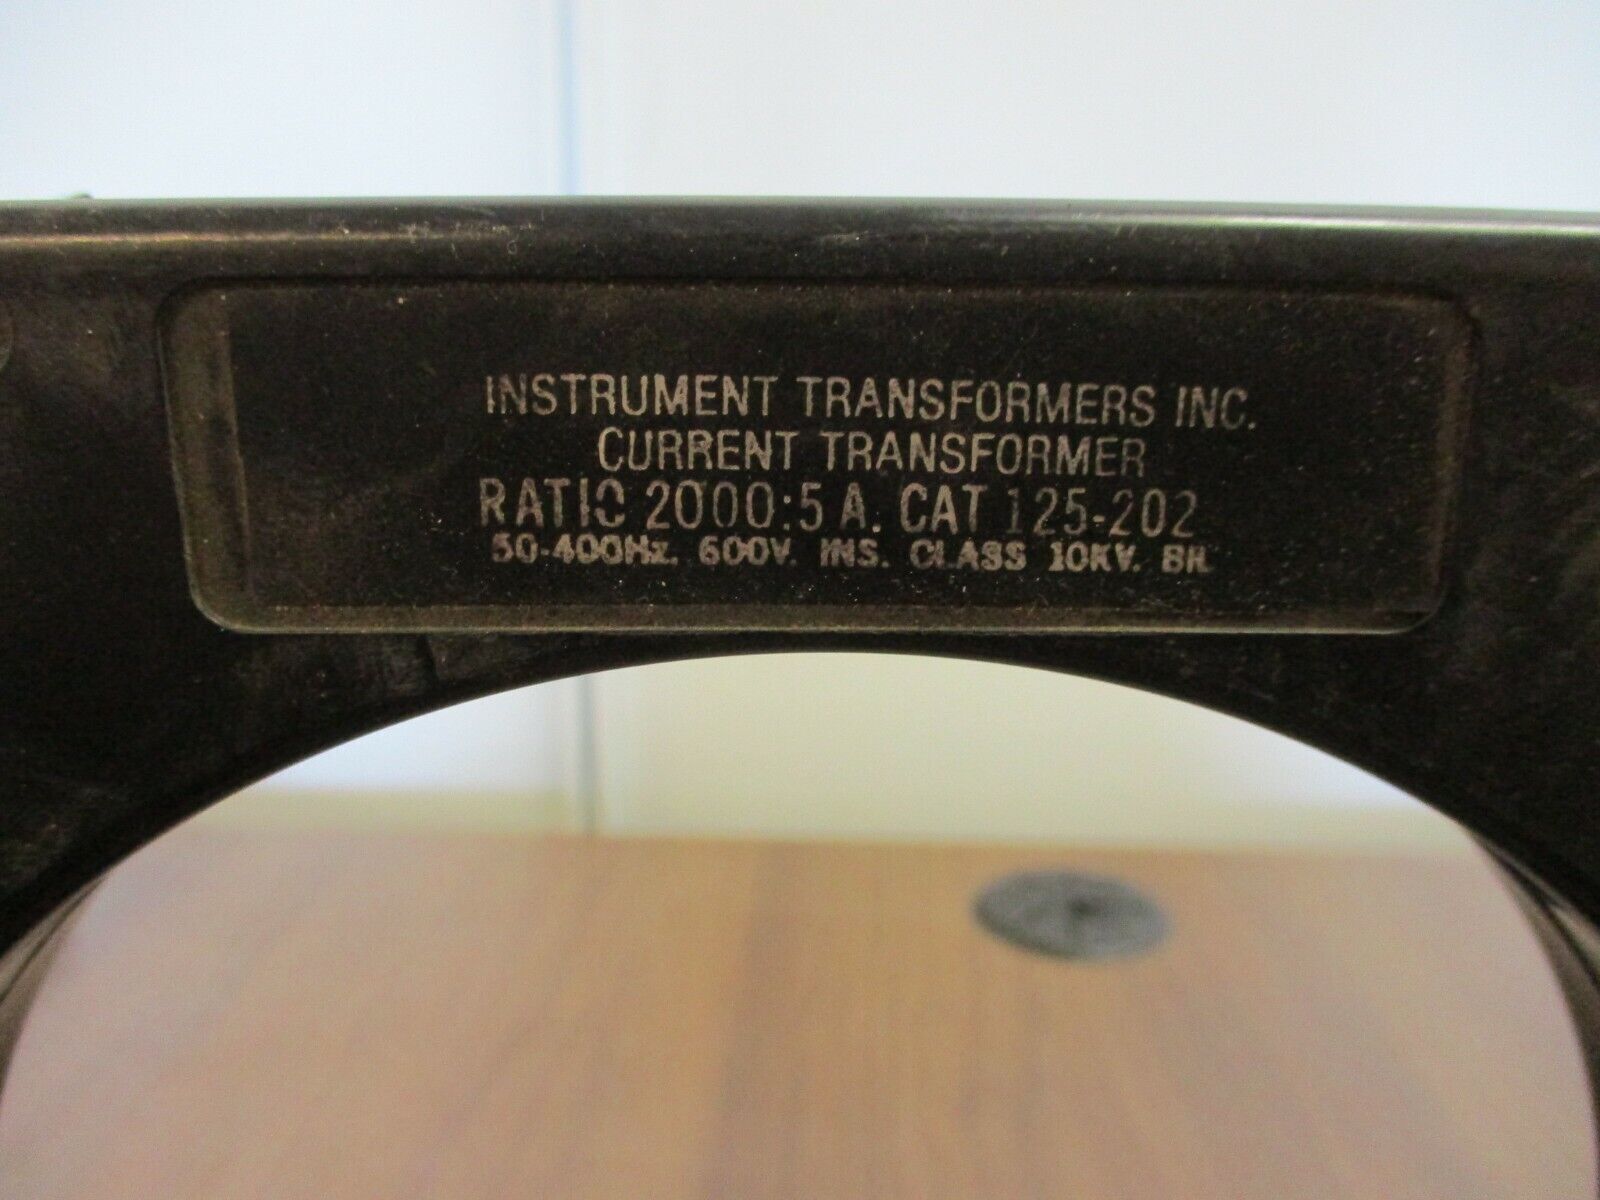 INSTRUMENT TRANSFORMERS INC.
CURRENT TRANSFORMER
RATIO 2000:5 A. CAT 125-202
50-400Hz. 600V. INS. CLASS 10KV. BIL